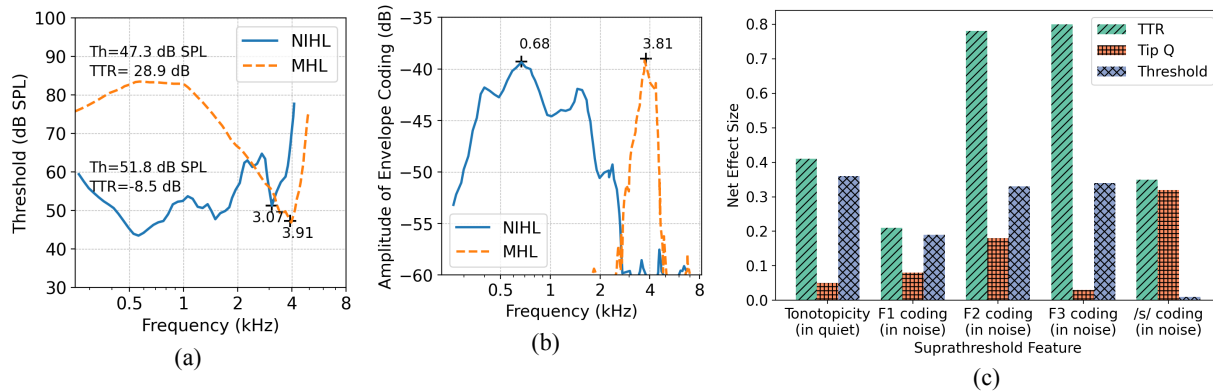 100
90
80
70
60
50
40
30
Threshold (dB SPL)
Th=47.3 dB SPL
TTR= 28.9 dB
NIHL
MHL
Th=51.8 dB SPL
TTR=-8.5 dB
3.07
3.91
0.5 1 2 4 8
Frequency (kHz)
(a)
Amplitude of Envelope Coding (dB)
−40
−45
−50
−55
−60
0.68
3.81
NIHL
MHL
0.5 1 2 4 8
Frequency (kHz)
(b)
Net Effect Size
0.8
0.7
0.6
0.5
0.4
0.3
0.2
0.1
0.0
TTR
Tip Q
Threshold
Tonotopicity F1 coding F2 coding F3 coding /s/ coding
(in quiet) (in noise) (in noise) (in noise) (in noise)
Suprathreshold Feature
(c)